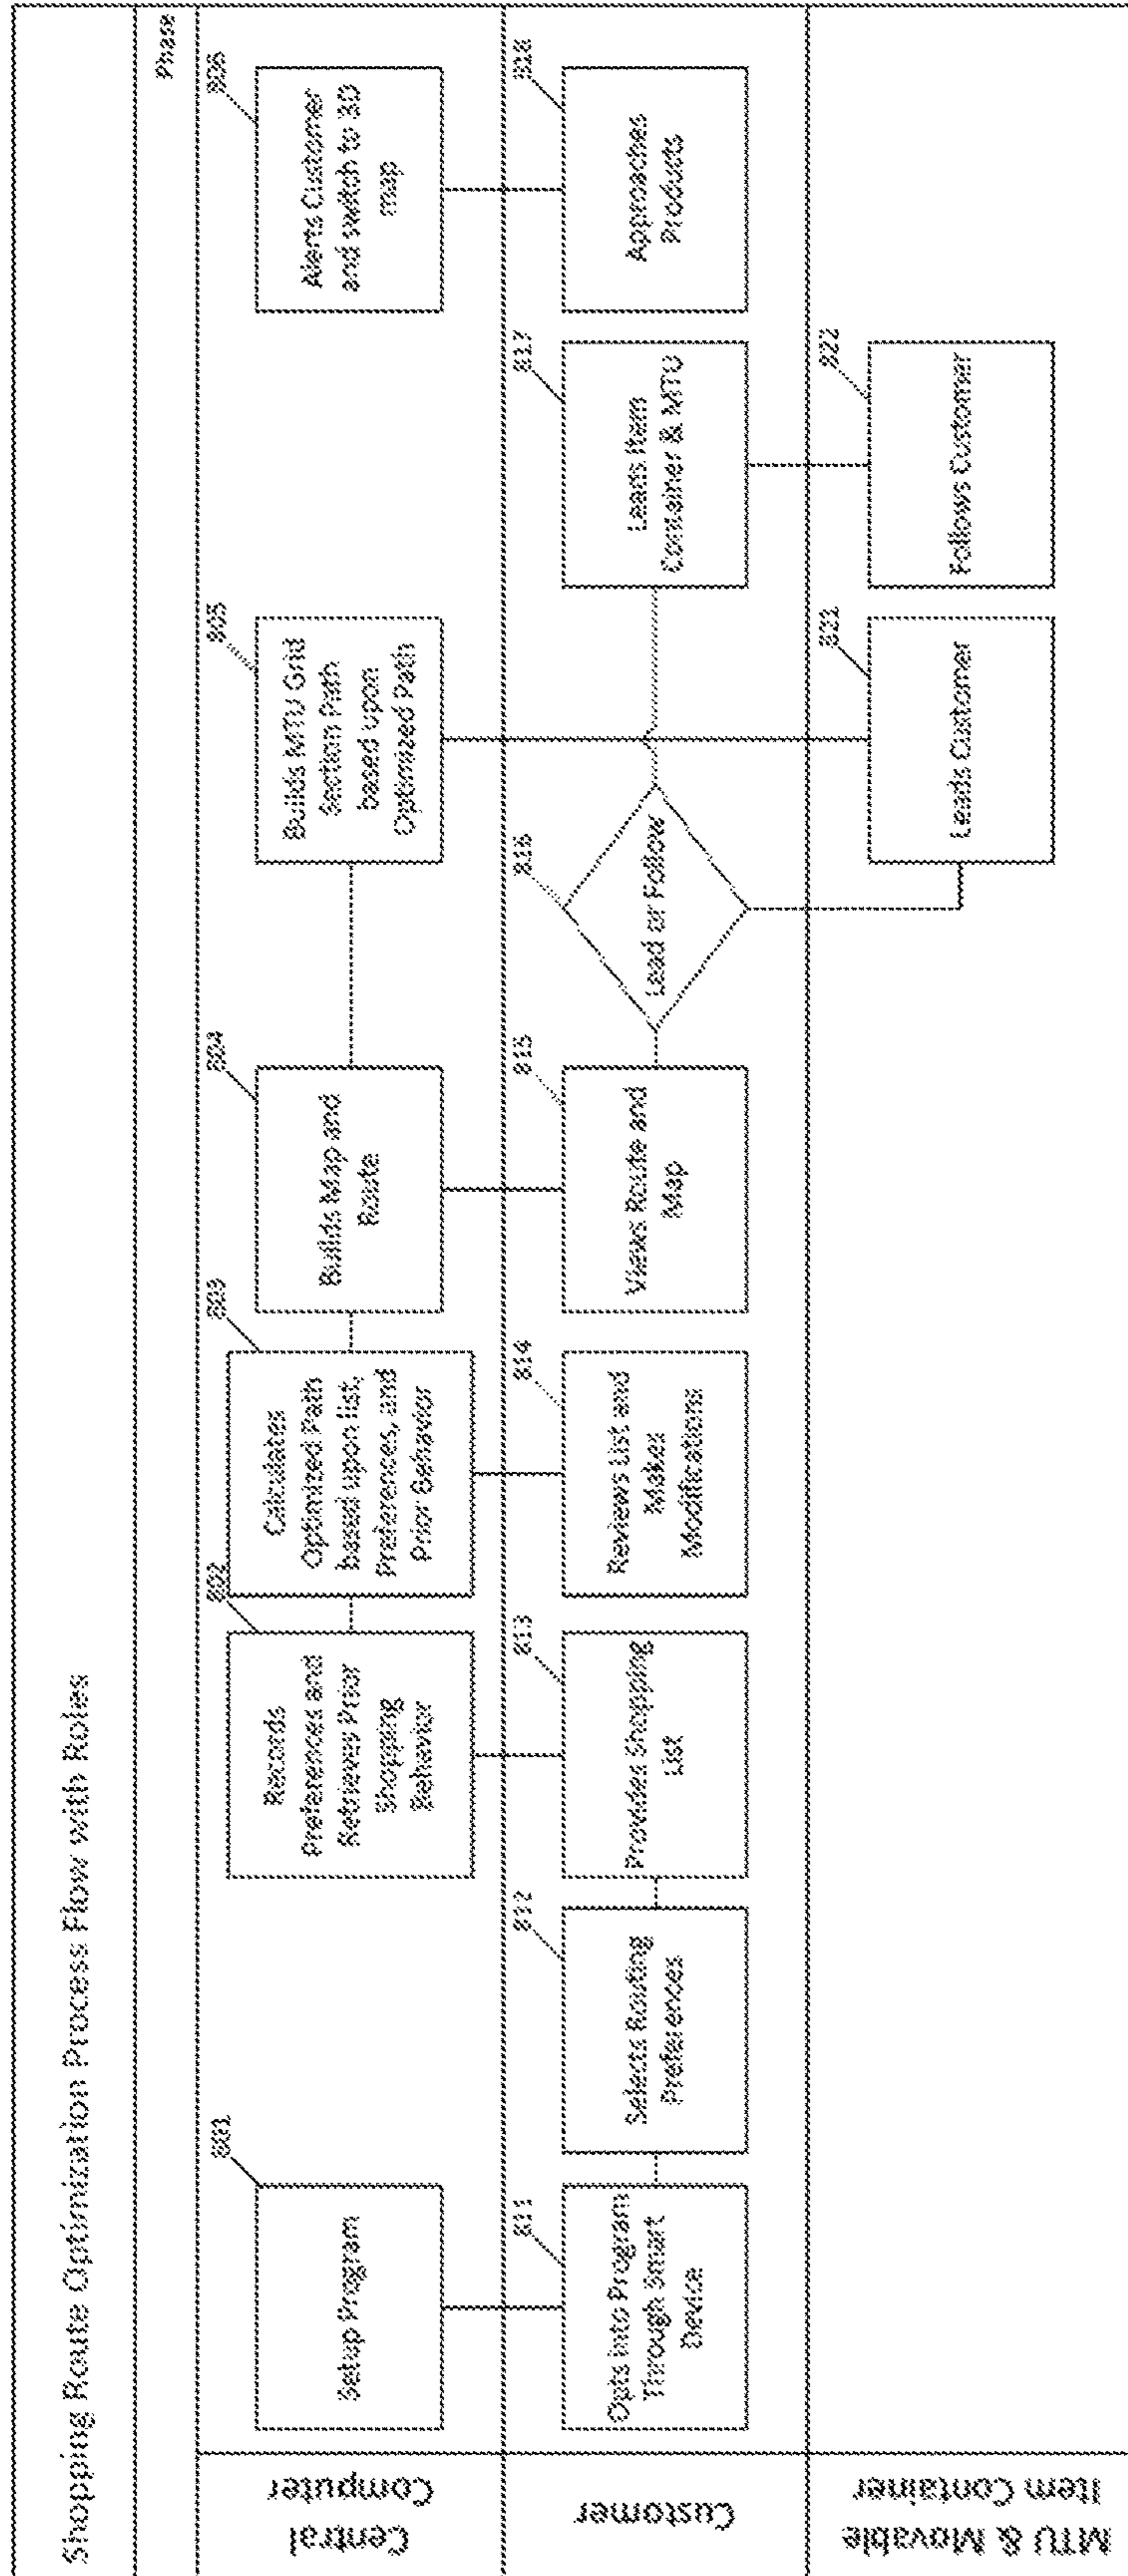 Shopping Route Optimization Process Flow with Roles
Phase
Central
Computer
801
Setup Program
802
Records
Preferences and
Retrieves Prior
Shopping
Behavior
803
Calculates
Optimized Path
based upon list,
Preferences, and
Prior Behavior
804
Builds Map and
Route
805
Builds MTU Grid
Section Path
based upon
Optimized Path
806
Alerts Customer
and switch to 3D
map
Customer
811
Opts into Program
Through Smart
Device
812
Selects Routing
Preferences
813
Provides Shopping
List
814
Reviews List and
Makes
Modifications
815
Views Route and
Map
816
Lead or Follow
817
Leads Item
Container & MTU
818
Approaches
Products
MTU & Movable
Item Container
821
Leads Customer
822
Follows Customer